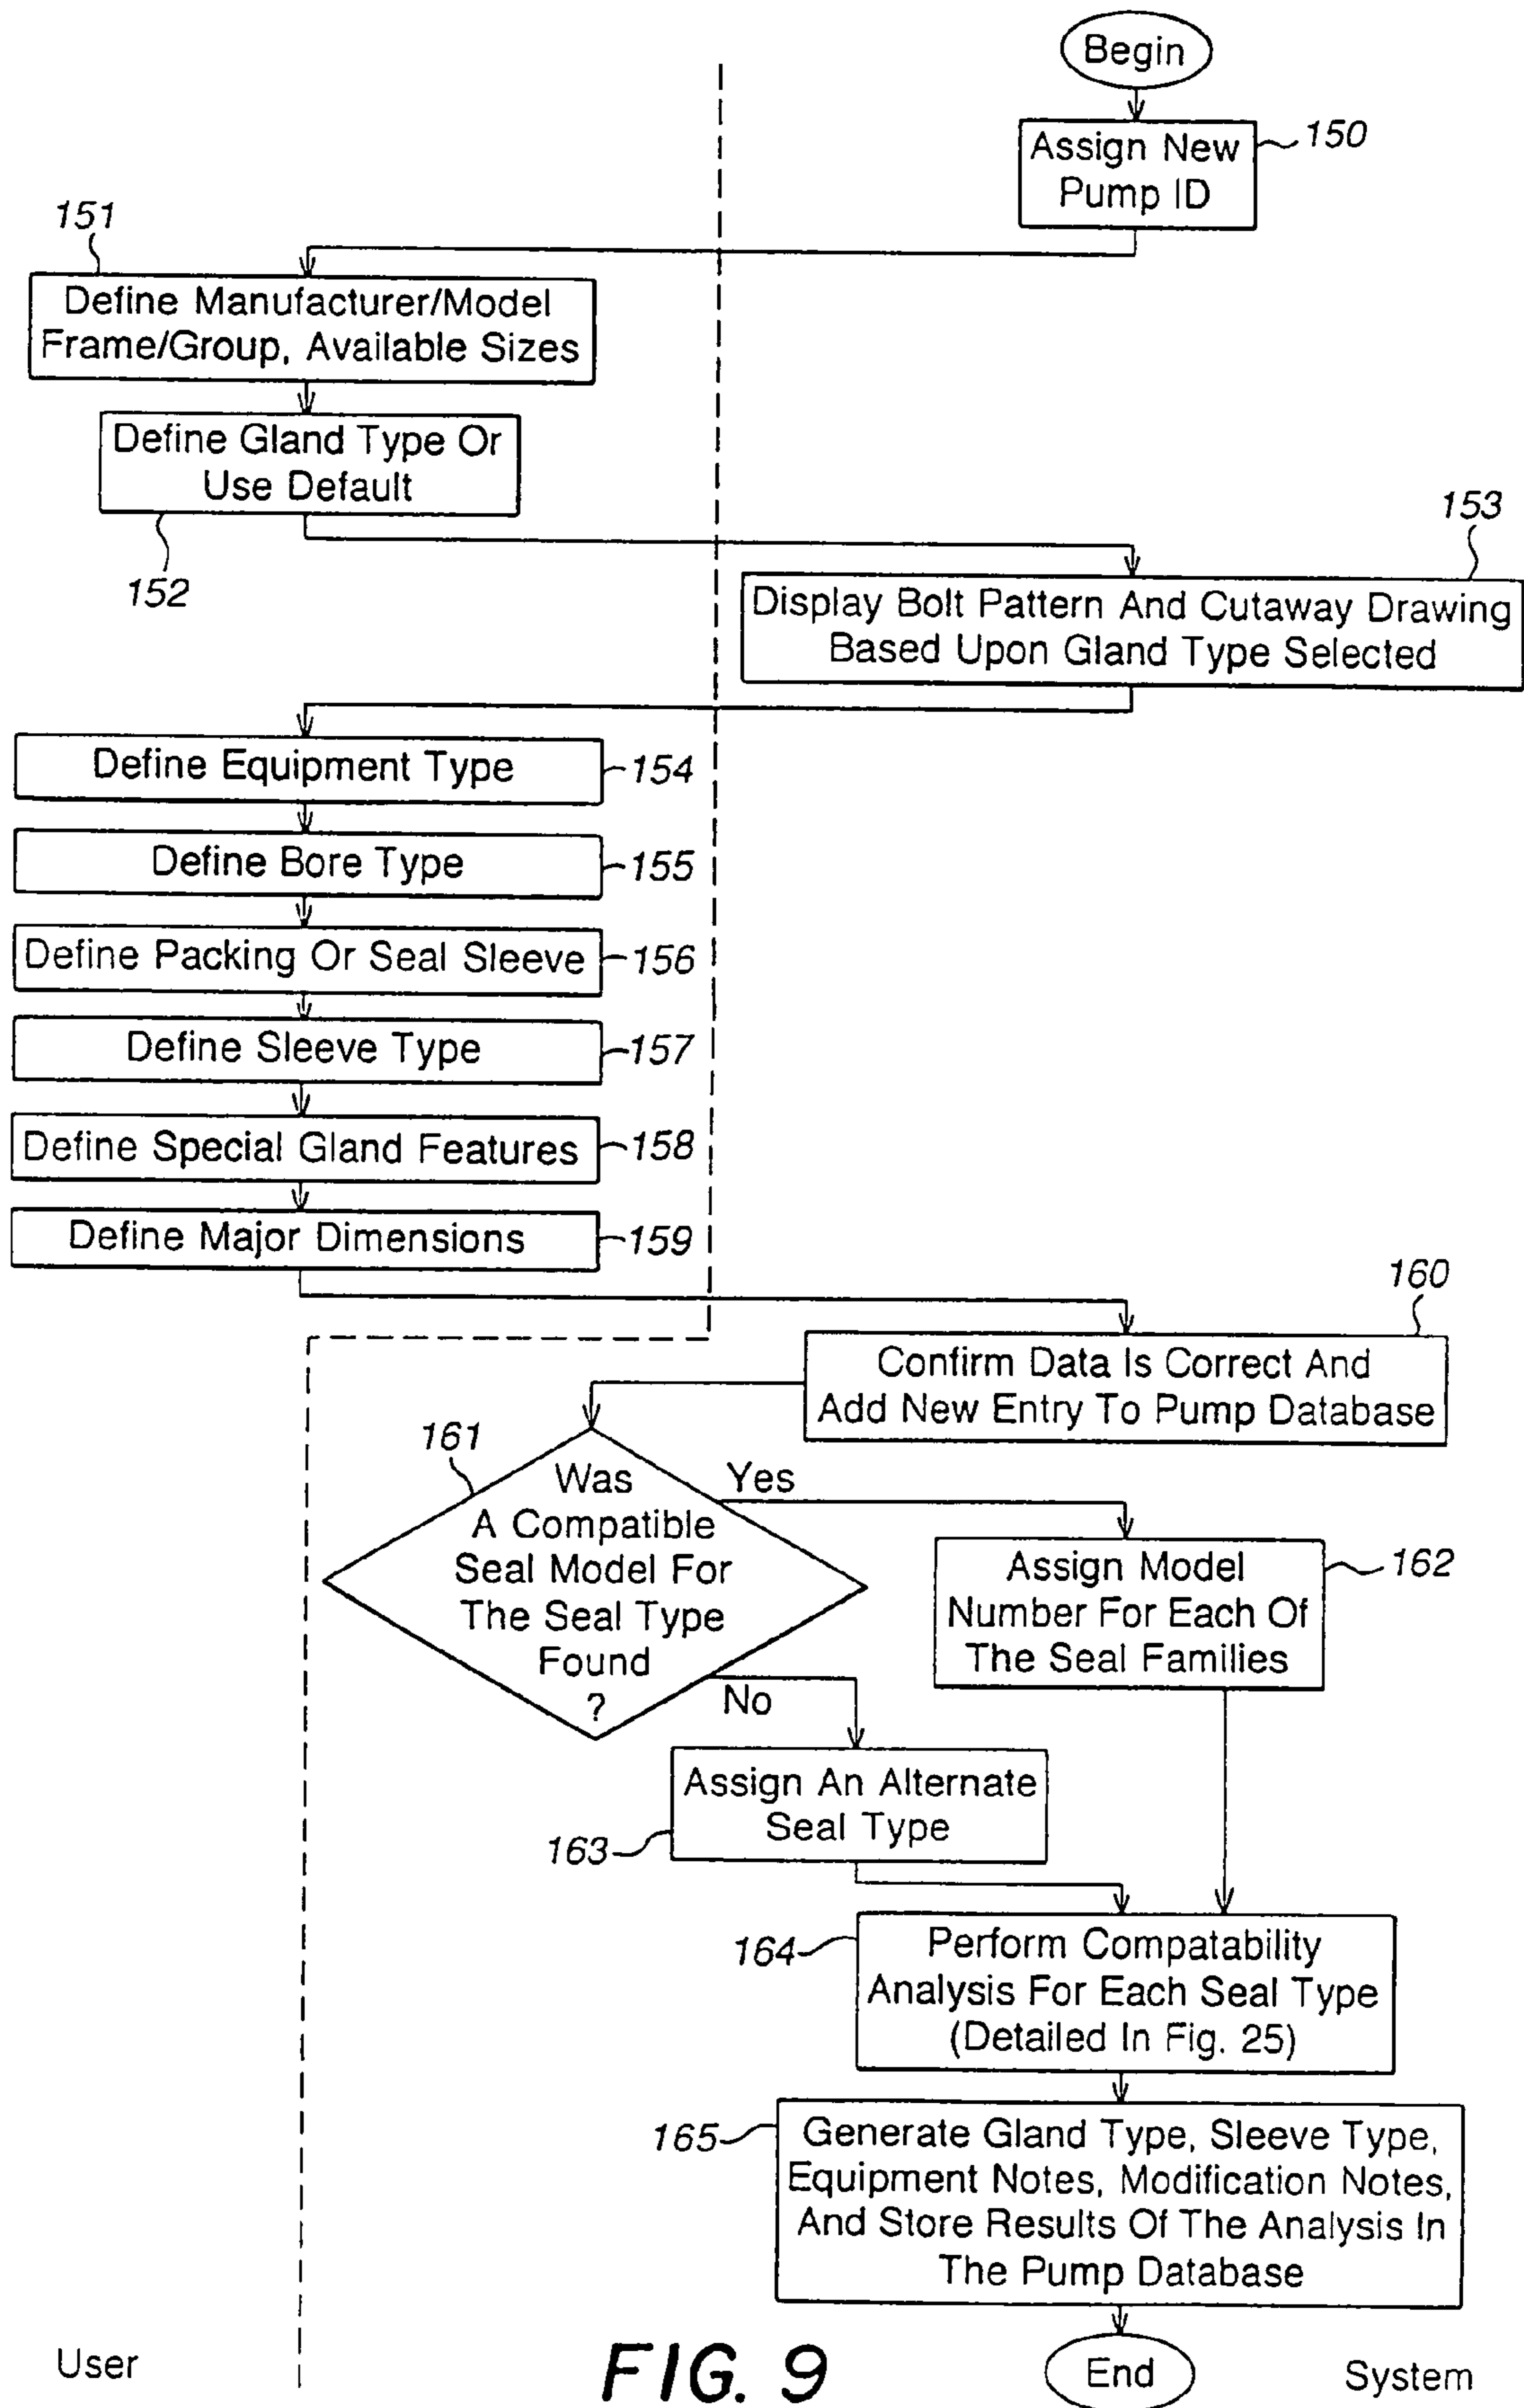 Begin
Assign New
Pump ID
150
151
Define Manufacturer/Model
Frame/Group, Available Sizes
Define Gland Type Or
Use Default
152
153
Display Bolt Pattern And Cutaway Drawing
Based Upon Gland Type Selected
Define Equipment Type
154
Define Bore Type
155
Define Packing Or Seal Sleeve
156
Define Sleeve Type
157
Define Special Gland Features
158
Define Major Dimensions
159
160
Confirm Data Is Correct And
Add New Entry To Pump Database
161
Was
A Compatible
Seal Model For
The Seal Type
Found
?
Yes
No
Assign Model
Number For Each Of
The Seal Families
162
Assign An Alternate
Seal Type
163
164
Perform Compatability
Analysis For Each Seal Type
(Detailed In Fig. 25)
165
Generate Gland Type, Sleeve Type,
Equipment Notes, Modification Notes,
And Store Results Of The Analysis In
The Pump Database
End
User
FIG. 9
System